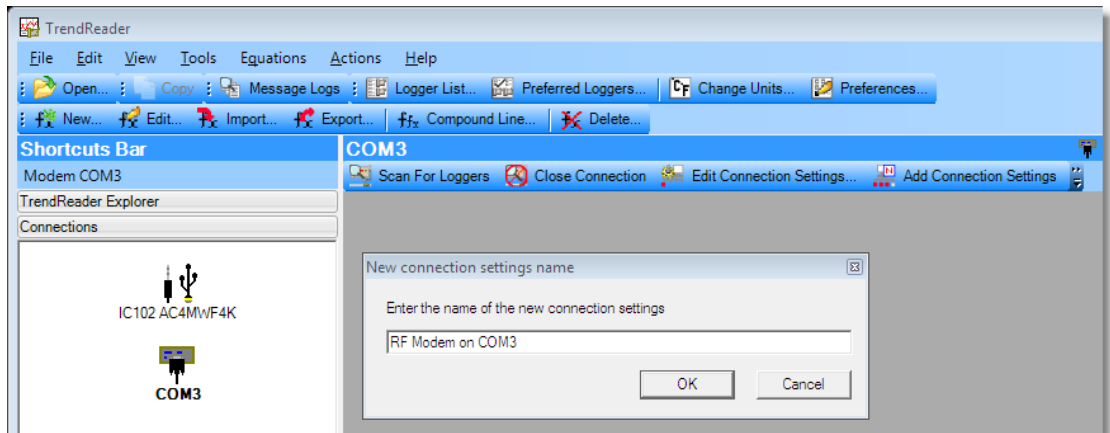 TrendReader
File Edit View Tools Equations Actions Help
Open... Copy Message Logs Logger List... Preferred Loggers... °C°F Change Units... Preferences...
New... Edit... Import... Export... Compound Line... Delete...
Shortcuts Bar
COM3
Modem COM3
Scan For Loggers Close Connection Edit Connection Settings... Add Connection Settings
TrendReader Explorer
Connections
New connection settings name
IC102 AC4MWF4K
Enter the name of the new connection settings
RF Modem on COM3
COM3
OK Cancel